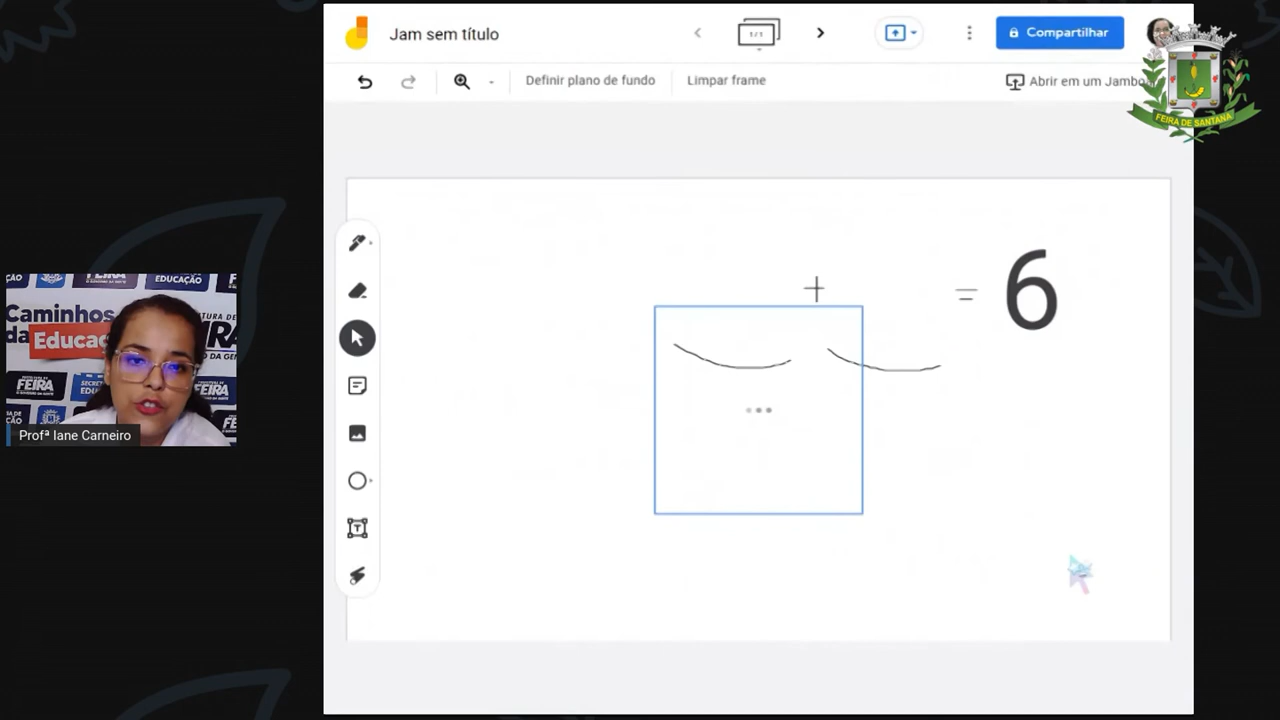 Jam sem título
1/1
Compartilhar
Definir plano de fundo
Limpar frame
Abrir em um Jambo
FEIRA DE SANTANA
+ = 6
T
EDUCAÇÃO
Caminhos
da
Educaç
FEIRA
Profª Iane Carneiro